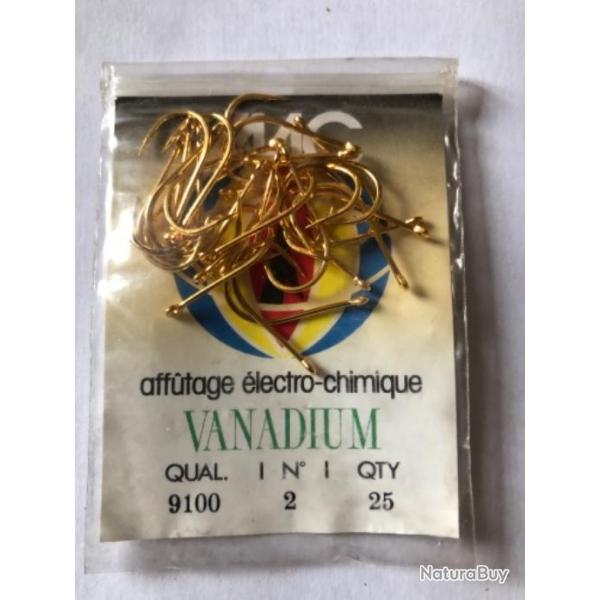 affûtage électro-chimique
VANADIUM
QUAL. | N° | QTY
9100 2 25
NaturaBuy